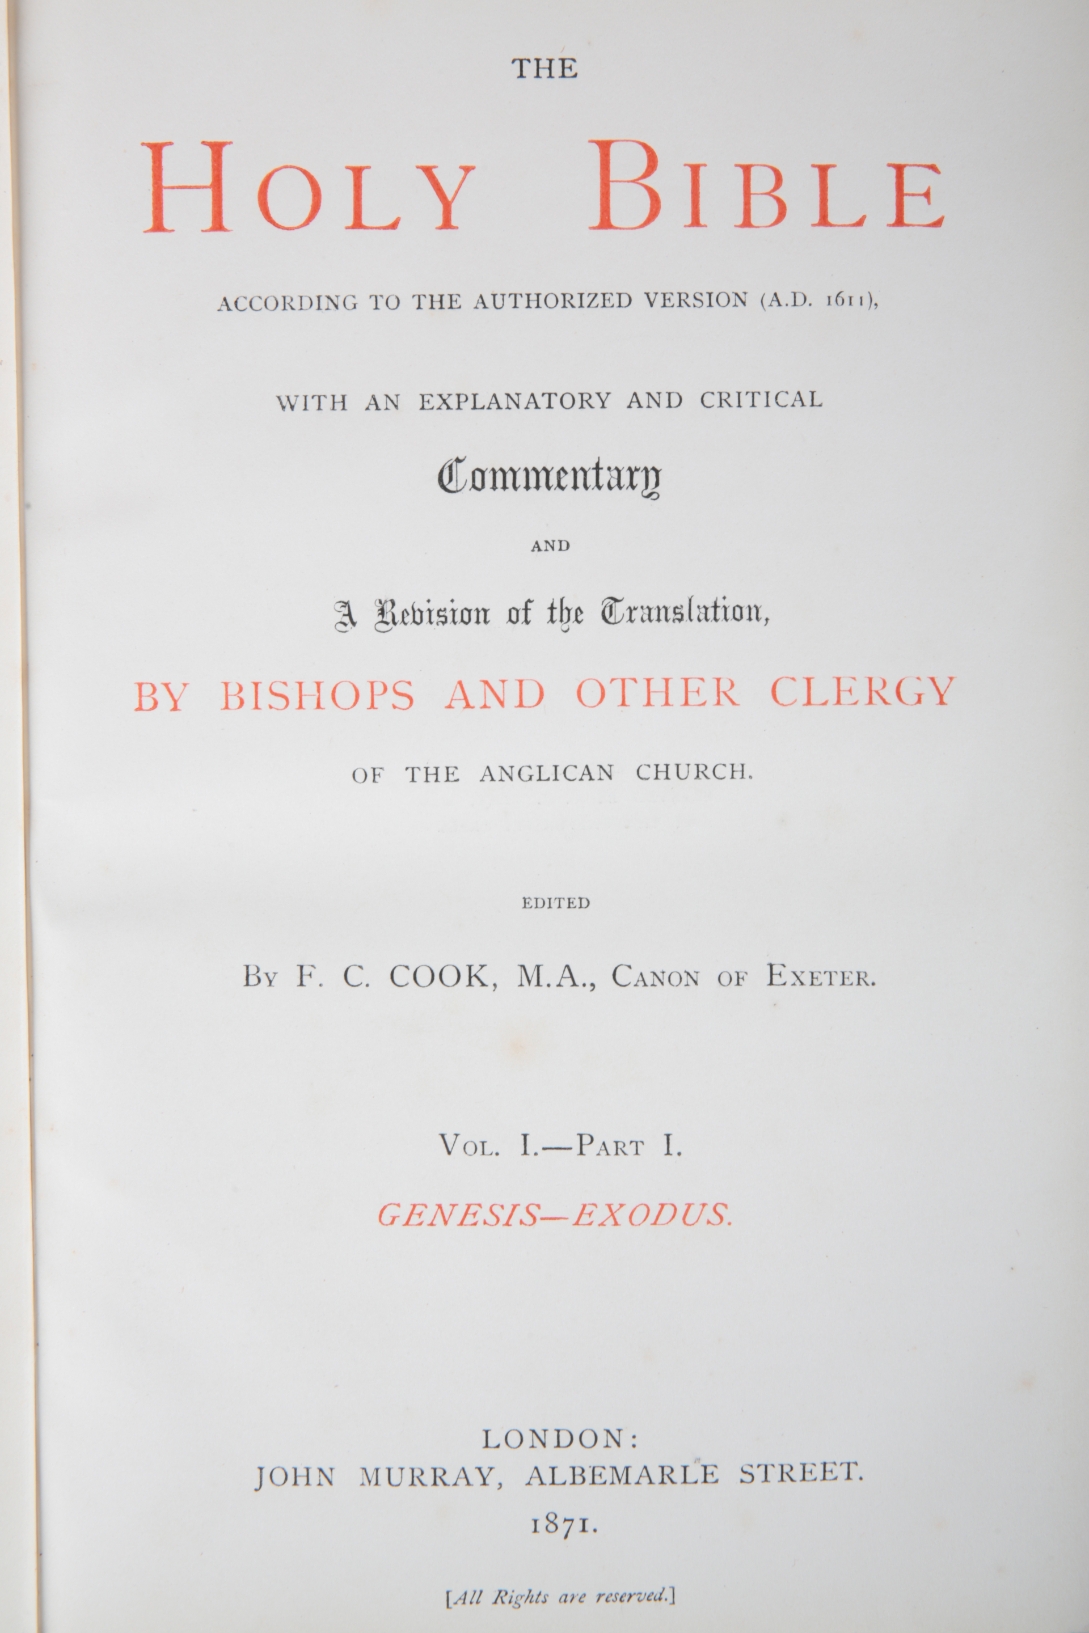 THE
HOLY BIBLE
ACCORDING TO THE AUTHORIZED VERSION (A.D. 1611),
WITH AN EXPLANATORY AND CRITICAL
Commentary
AND
A Revision of the Translation,
BY BISHOPS AND OTHER CLERGY
OF THE ANGLICAN CHURCH.
EDITED
BY F. C. COOK, M.A., CANON OF EXETER.
VOL. I.—PART I.
GENESIS—EXODUS.
LONDON:
JOHN MURRAY, ALBEMARLE STREET.
1871.
[All Rights are reserved.]